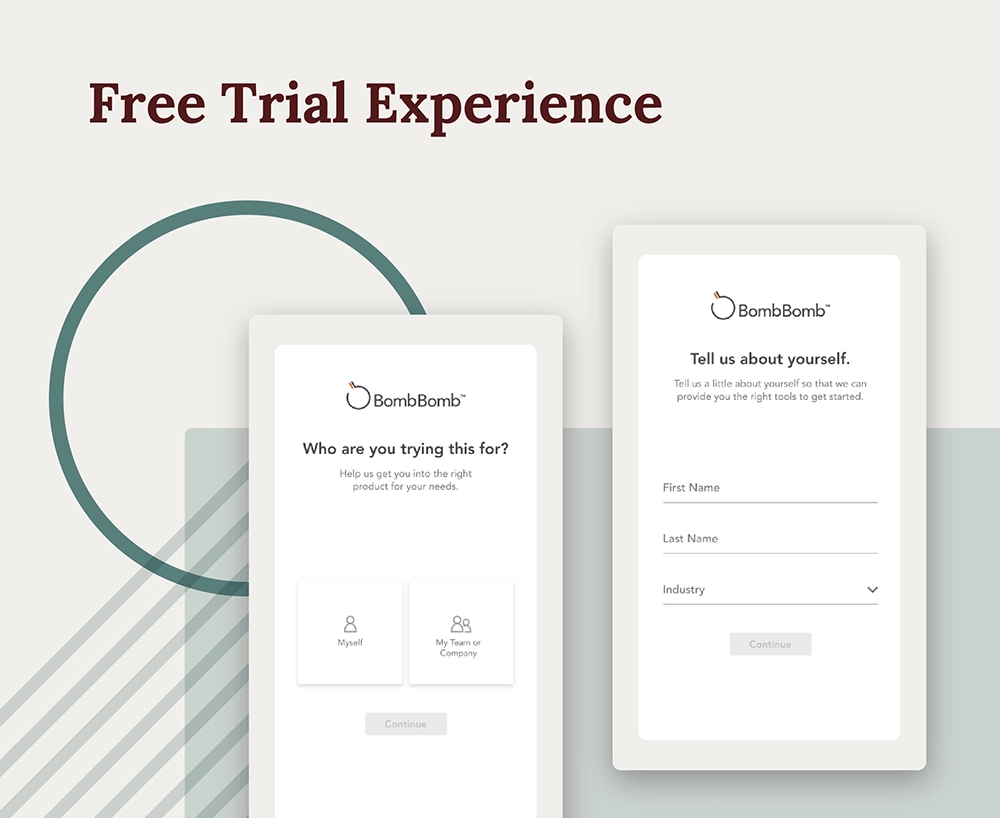 Free Trial Experience
BombBomb™
Who are you trying this for?
Help us get you into the right
product for your needs.
Myself
My Team or
Company
Continue
BombBomb™
Tell us about yourself.
Tell us a little about yourself so that we can
provide you the right tools to get started.
First Name
Last Name
Industry
Continue